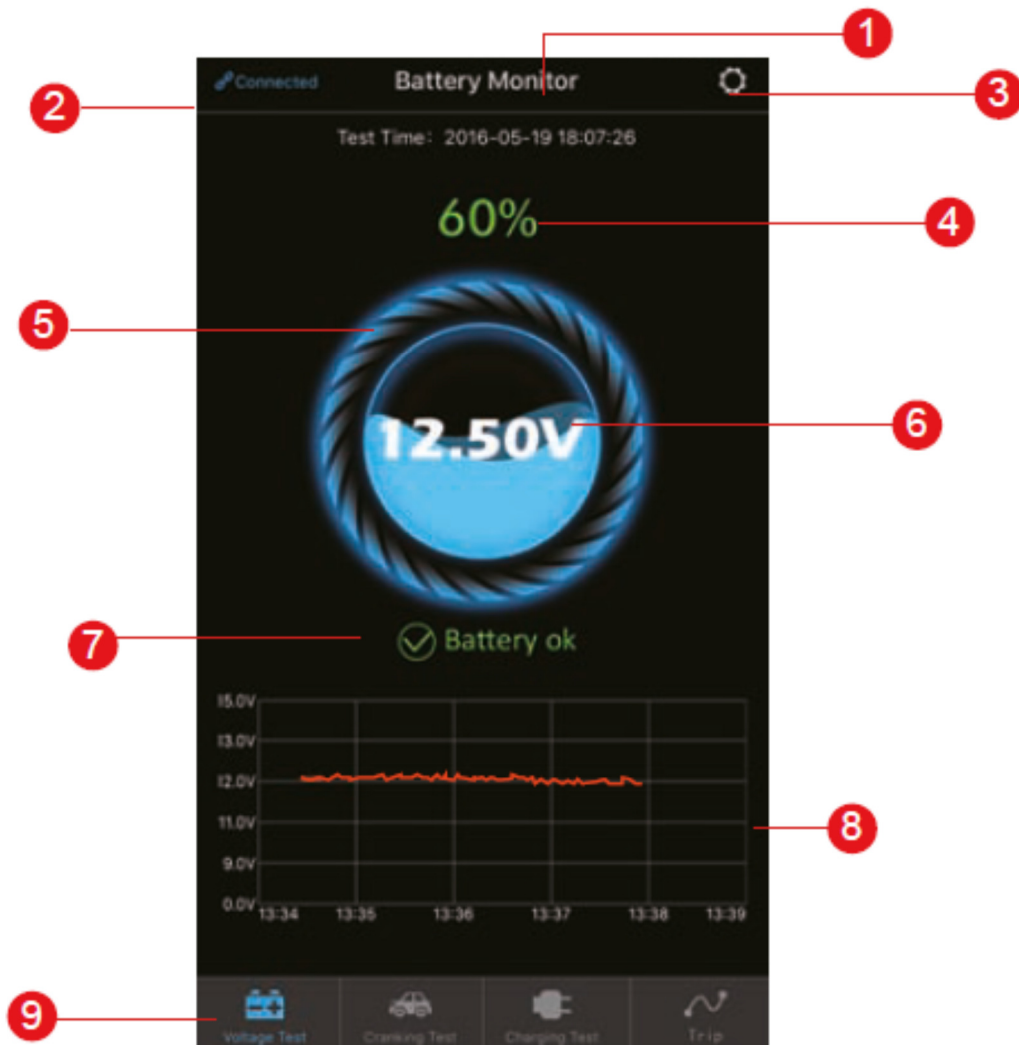 1
2
3
Connected
Battery Monitor
Test Time: 2016-05-19 18:07:26
60%
4
5
12.50V
6
7
Battery ok
15.0V
13.0V
12.0V
11.0V
8
9.0V
0.0V
13:34 13:35 13:36 13:37 13:38 13:39
9
Voltage Test Cranking Test Charging Test Trip